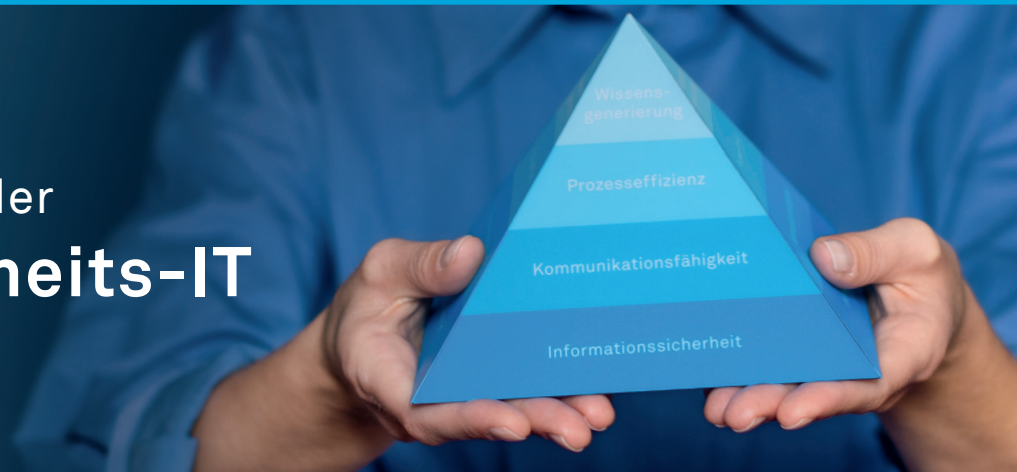 der
heits-IT
Wissens-
generierung
Prozesseffizienz
Kommunikationsfähigkeit
Informationssicherheit